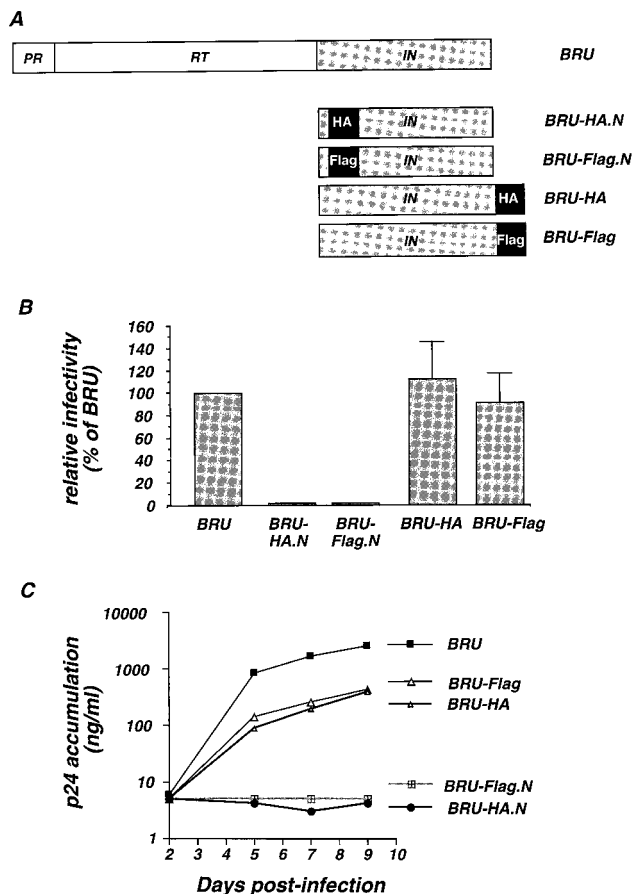 A
PR RT IN BRU
HA IN BRU-HA.N
Flag IN BRU-Flag.N
IN HA BRU-HA
IN Flag BRU-Flag
B
relative infectivity
(% of BRU)
160
140
120
100
80
60
40
20
0
BRU BRU-HA.N BRU-Flag.N BRU-HA BRU-Flag
C
p24 accumulation
(ng/ml)
10000
1000
100
10
1
BRU
BRU-Flag
BRU-HA
BRU-Flag.N
BRU-HA.N
2 3 4 5 6 7 8 9 10
Days post-infection